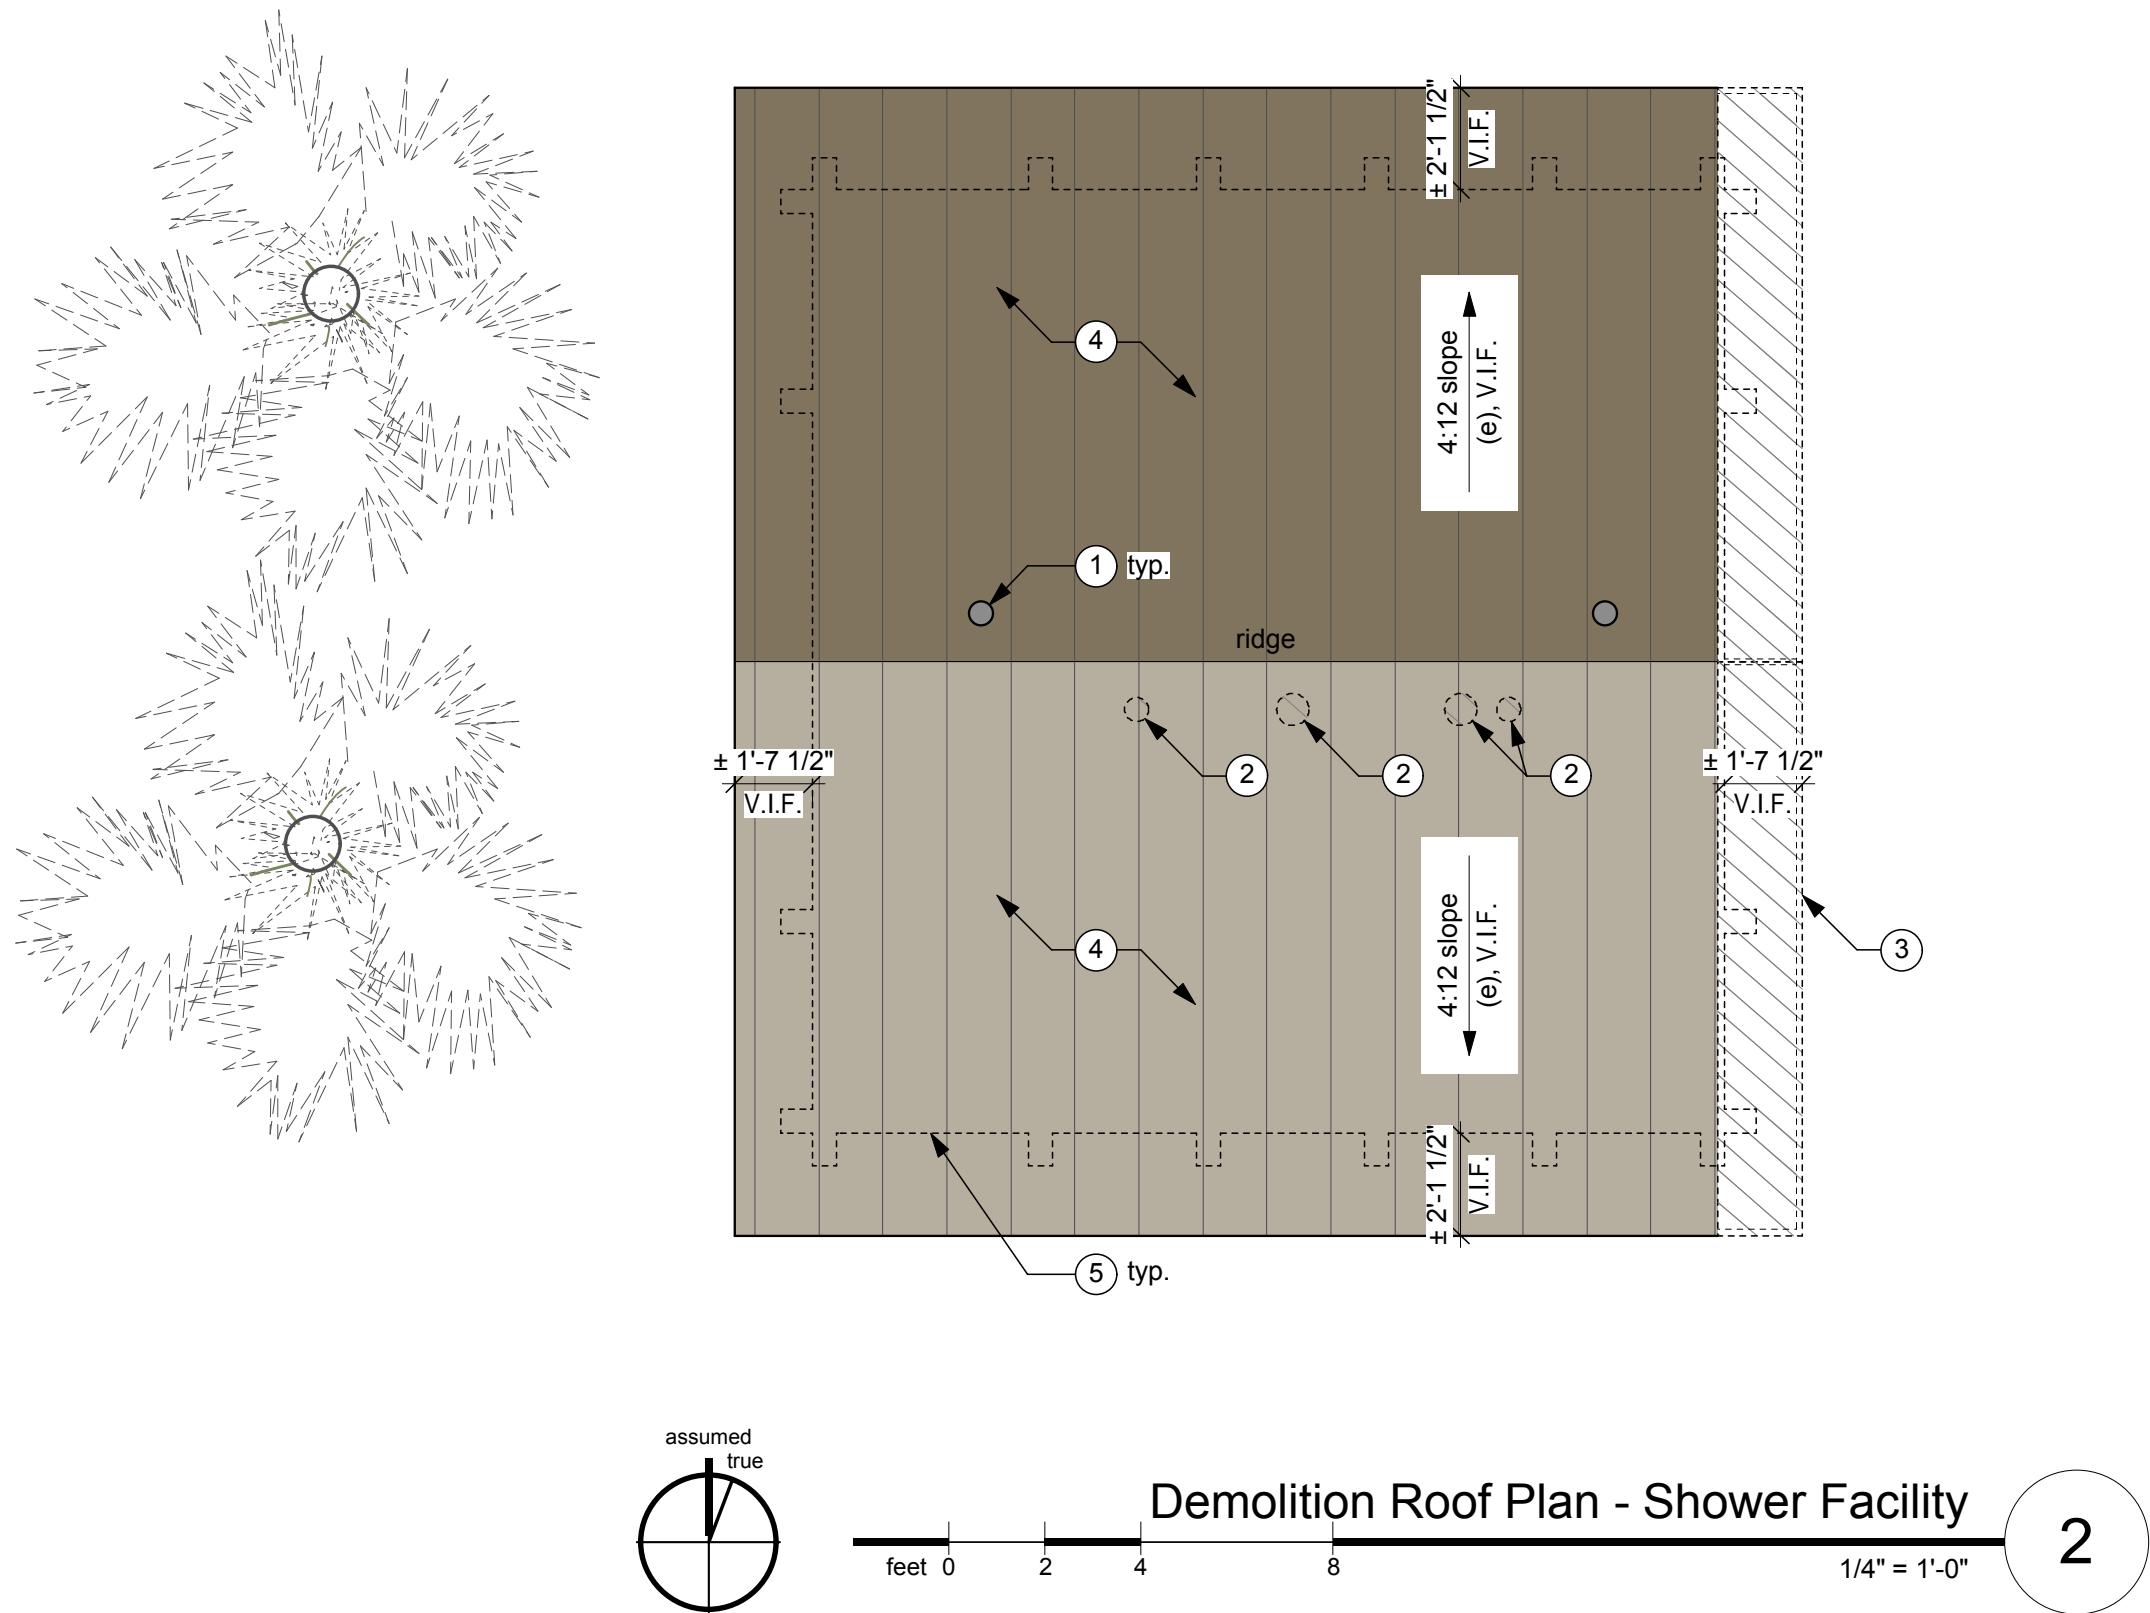 ± 2'-1 1/2"
V.I.F.
4:12 slope
(e), V.I.F.
4
1 typ.
ridge
2
2
2
± 1'-7 1/2"
V.I.F.
± 1'-7 1/2"
V.I.F.
4:12 slope
(e), V.I.F.
4
3
± 2'-1 1/2"
V.I.F.
5 typ.
assumed
true
Demolition Roof Plan - Shower Facility
2
feet 0 2 4 8
1/4" = 1'-0"